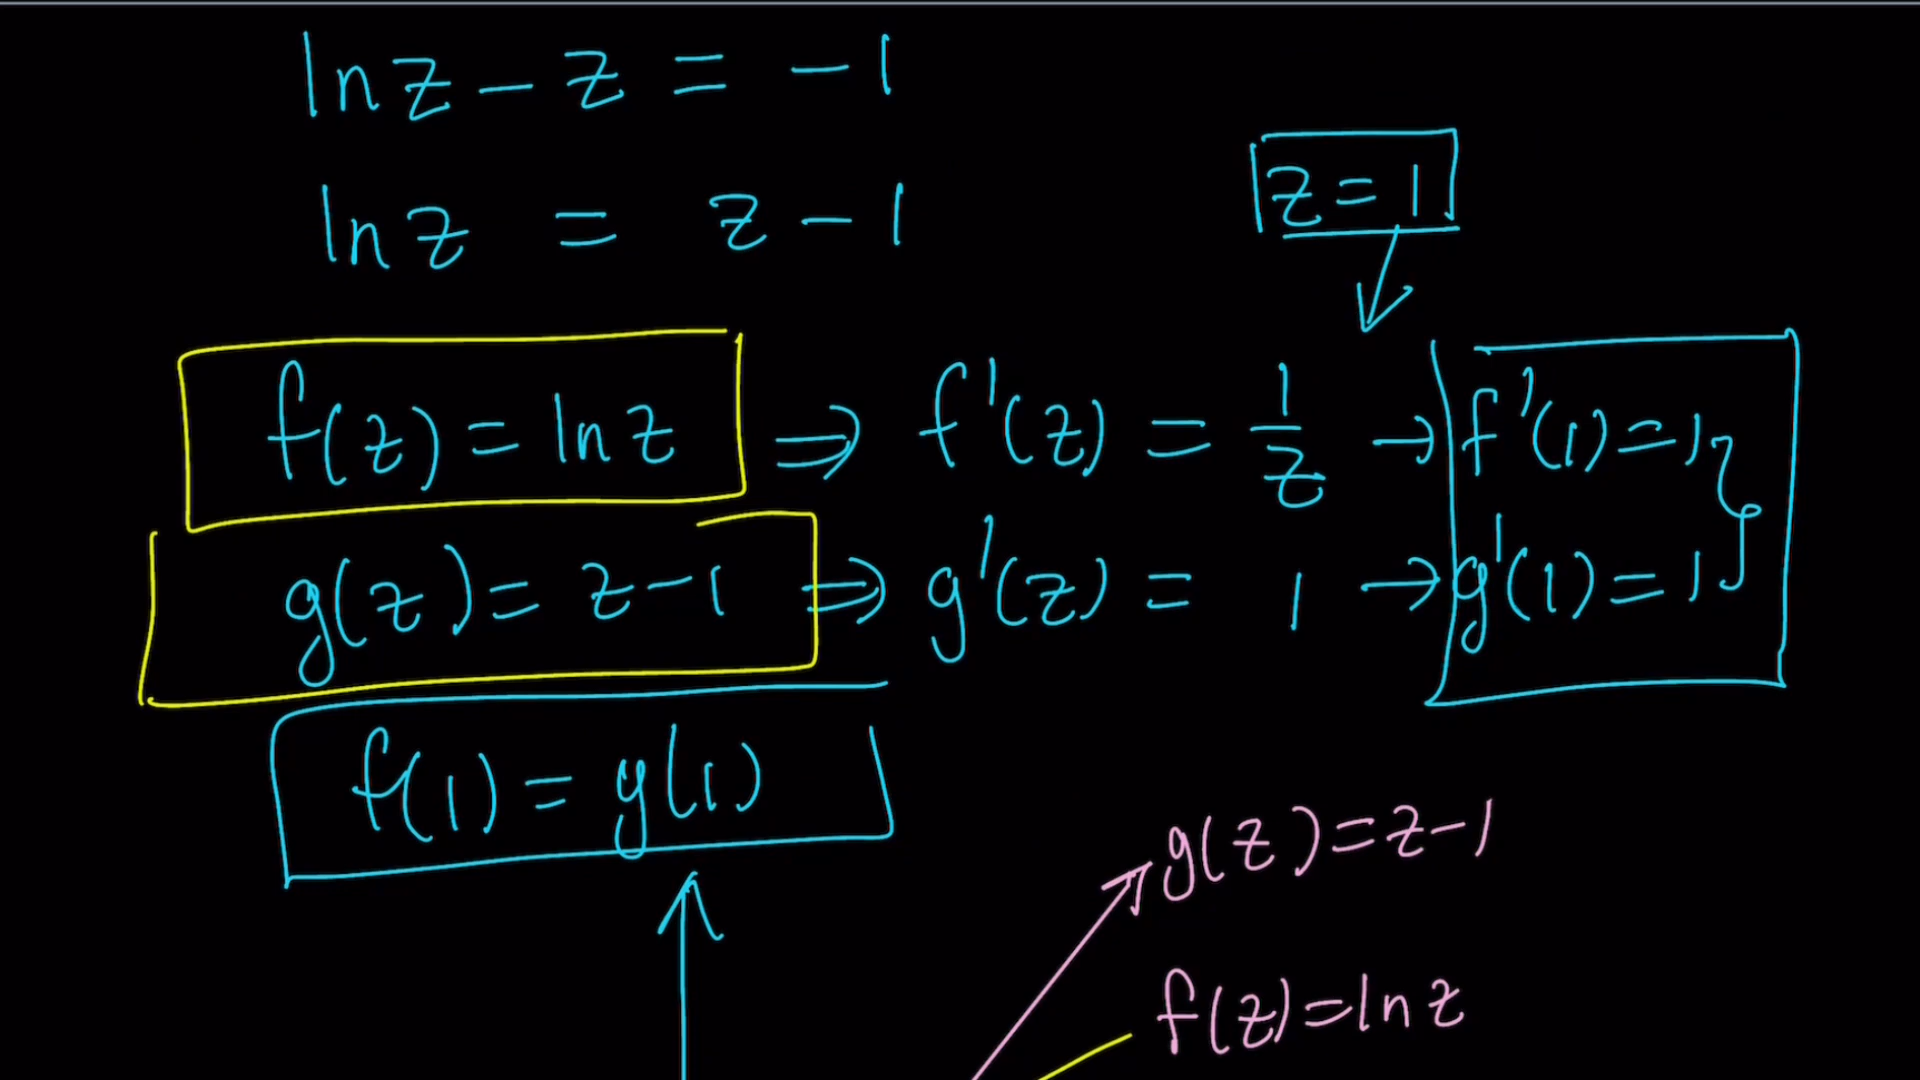 ln z − z = −1
ln z = z − 1
z = 1
f(z) = ln z ⇒ f'(z) = 1/z → f'(1) = 1
g(z) = z − 1 ⇒ g'(z) = 1 → g'(1) = 1
f(1) = g(1)
g(z) = z − 1
f(z) = ln z